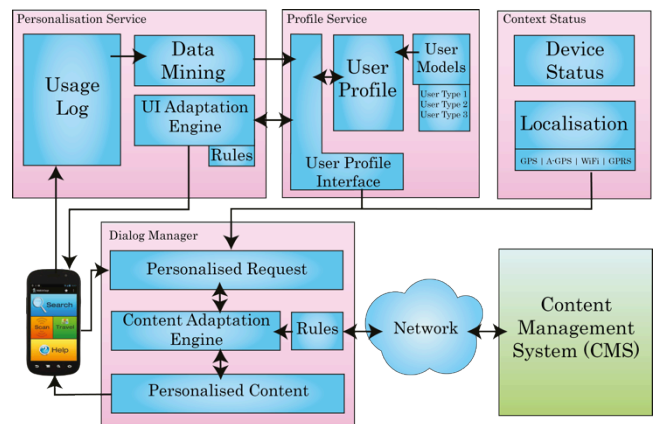 Personalisation Service
Usage
Log
Data
Mining
UI Adaptation
Engine
Rules
Profile Service
User
Profile
User
Models
User Type 1
User Type 2
User Type 3
User Profile
Interface
Context Status
Device
Status
Localisation
GPS | A-GPS | WiFi | GPRS
Dialog Manager
Personalised Request
Content Adaptation
Engine
Rules
Personalised Content
Search
Scan
Travel
Help
Network
Content
Management
System (CMS)